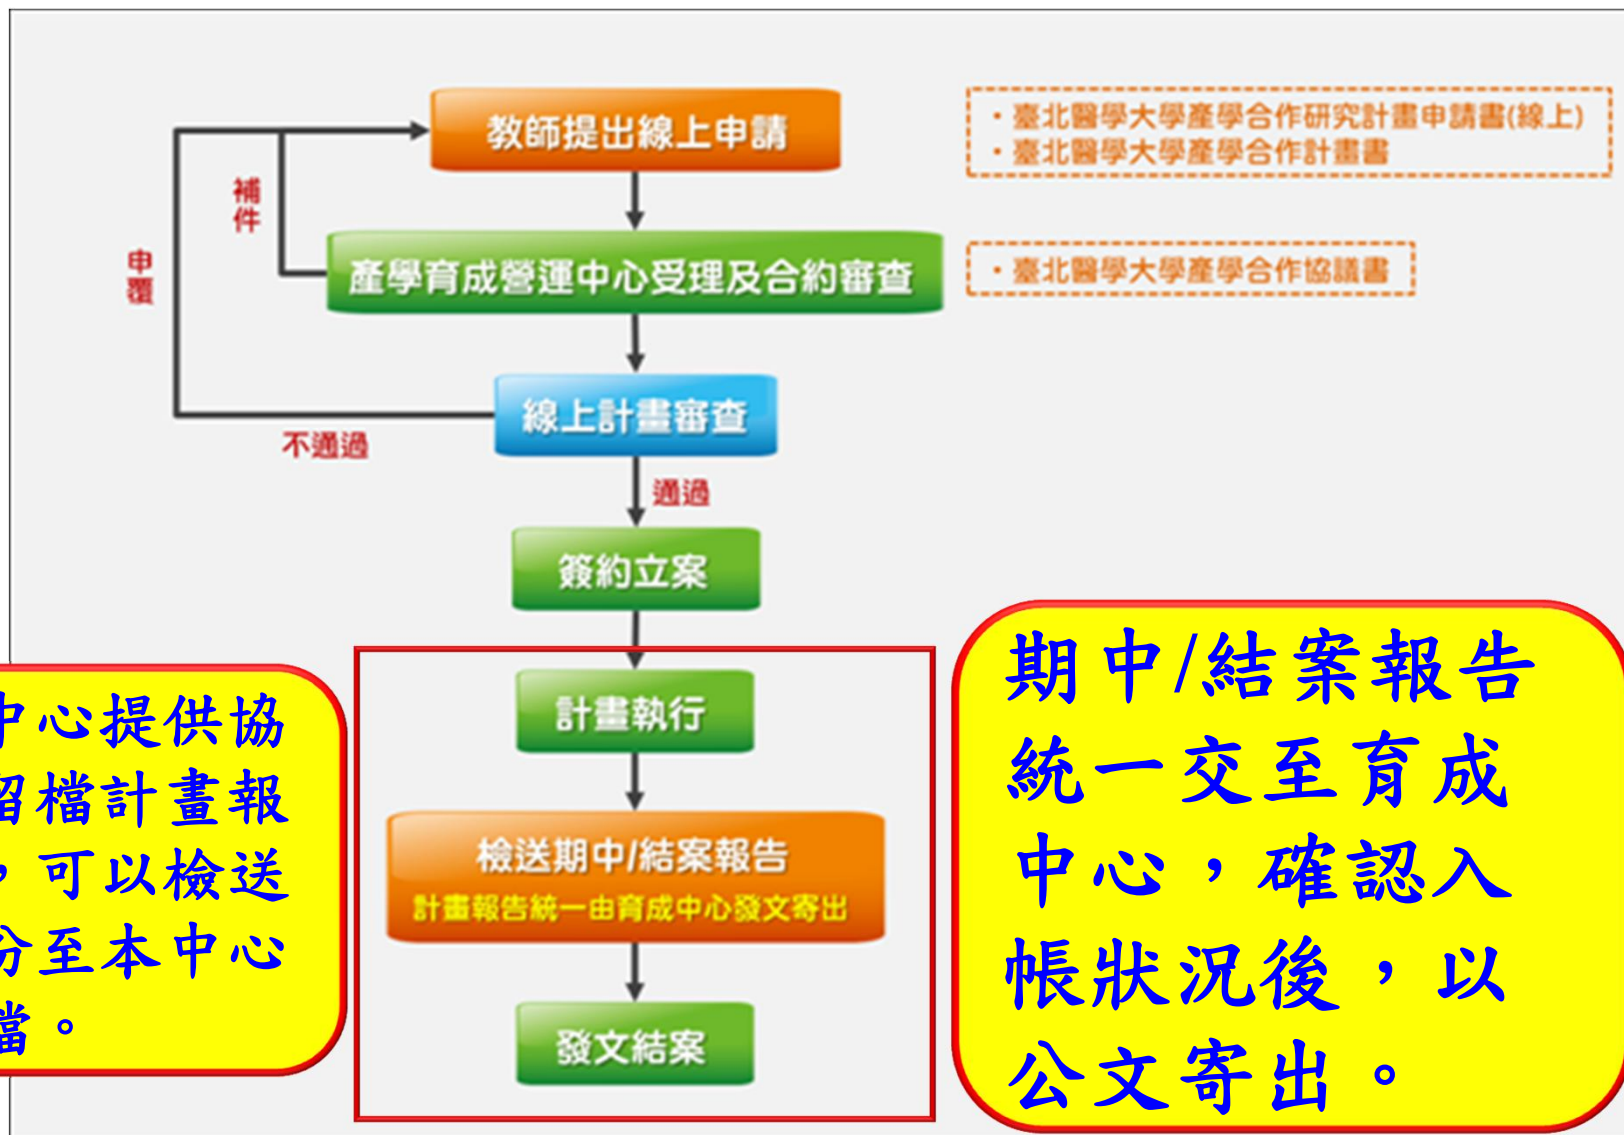 教師提出線上申請
・臺北醫學大學產學合作研究計畫申請書(線上)
・臺北醫學大學產學合作計畫書
補件
申覆
產學育成營運中心受理及合約審查
・臺北醫學大學產學合作協議書
線上計畫審查
不通過
通過
簽約立案
計畫執行
檢送期中/結案報告
計畫報告統一由育成中心發文寄出
發文結案
中心提供協
留檔計畫報
，可以檢送
份至本中心
檔。
期中/結案報告
統一交至育成
中心，確認入
帳狀況後，以
公文寄出。